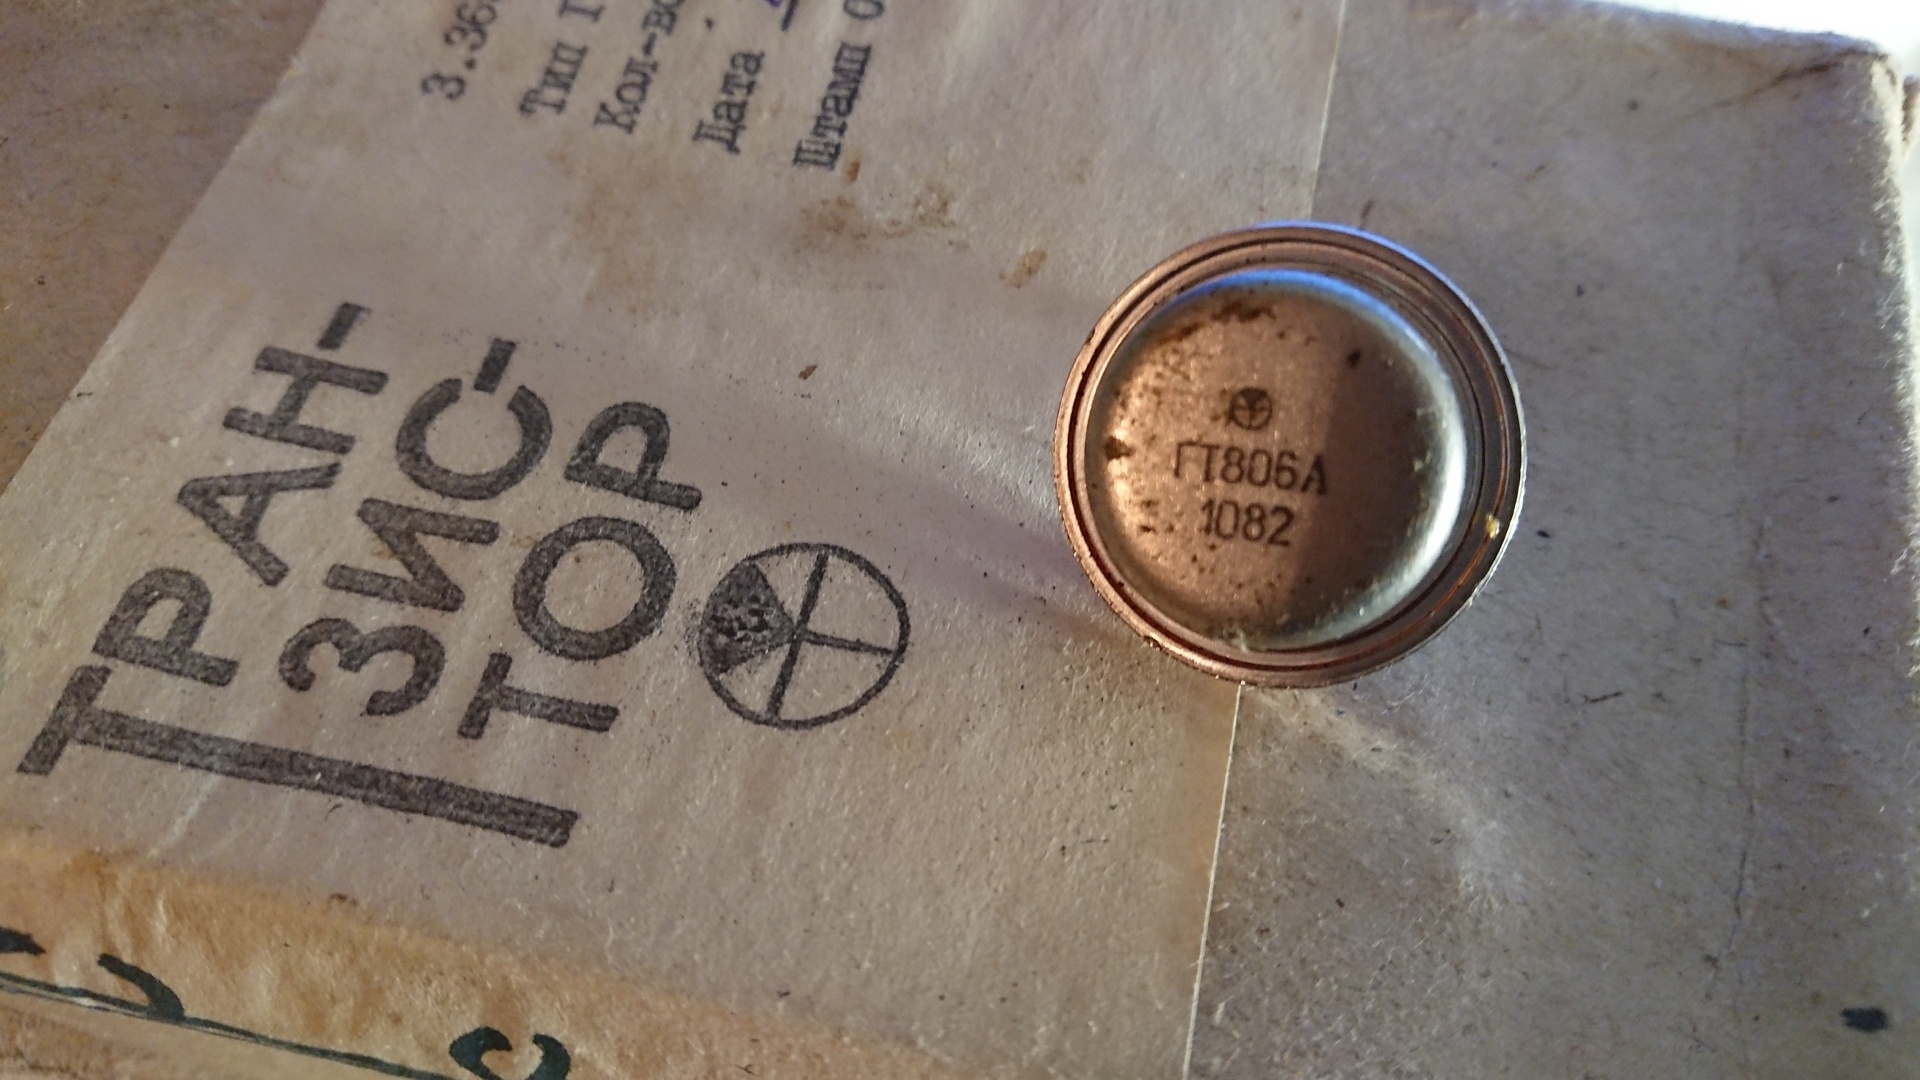 3.36
Тип Г
Кол-во
Дата
Штамп О
ТРАН-
ЗИС-
ТОР
ГТ806А
1082